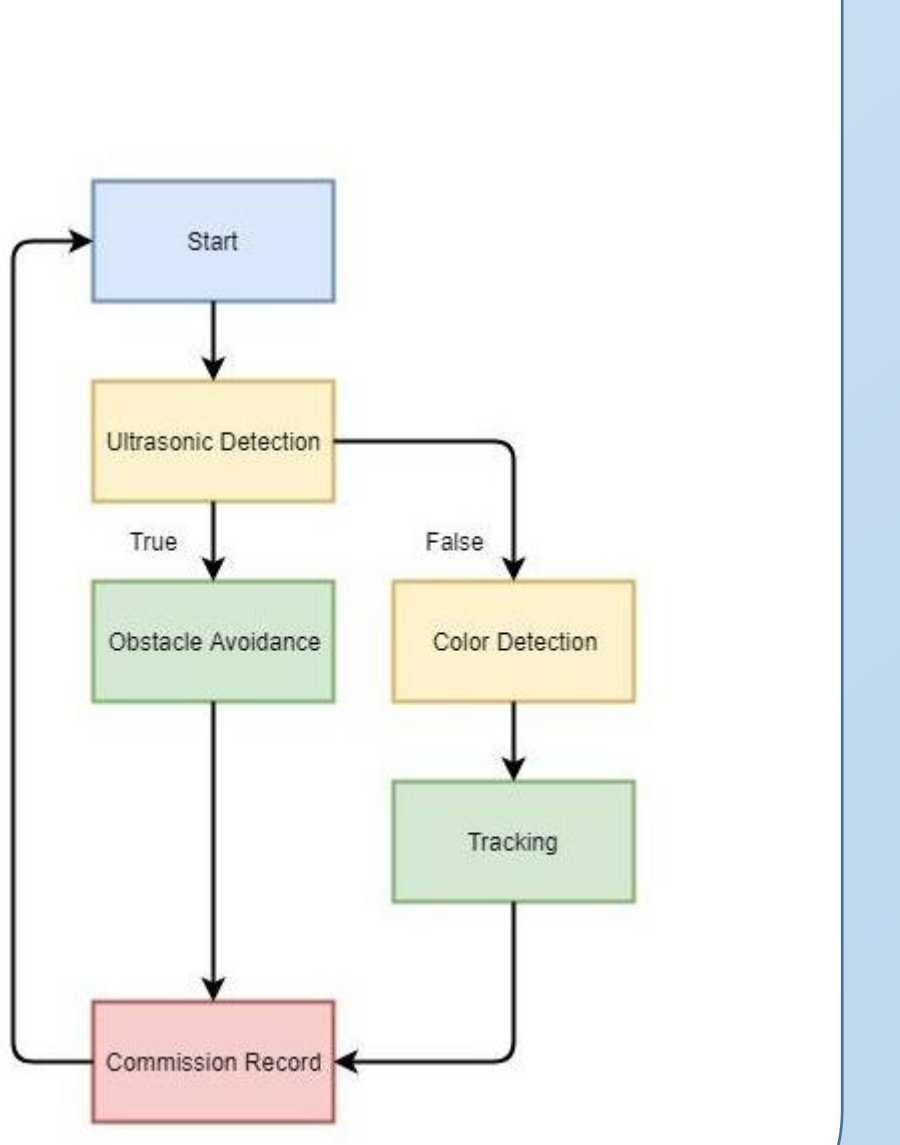 Start
Ultrasonic Detection
True
False
Obstacle Avoidance
Color Detection
Tracking
Commission Record